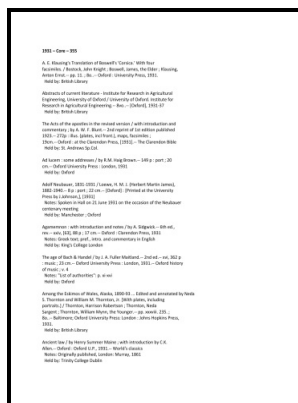 1931 – Core – 355
A. E. Klausing's Translation of Boswell's 'Corsica.' With four
facsimiles. / Bostock, John Knight ; Boswell, James, the Elder ; Klausing,
Anton Ernst. – pp. 11. ; 8o. – Oxford : University Press, 1931.
Held by: British Library
Abstracts of current literature - Institute for Research in Agricultural
Engineering, University of Oxford / University of Oxford. Institute for
Research in Agricultural Engineering. – 6vo. – [Oxford], 1931-37
Held by: British Library
The Acts of the apostles in the revised version / with introduction and
commentary ; by A. W. F. Blunt. – 2nd reprint of 1st edition published
1923. – 272p : illus. (plates, incl front.), maps, facsimiles ;
19cm. – Oxford : at the Clarendon Press, [1931]. – The Clarendon Bible
Held by: St. Andrews Sp.Col
Ad lucem : some addresses / by R.M. Haig Brown. – 149 p : port ; 20
cm. – Oxford University Press : London, 1931
Held by: Oxford
Adolf Neubauer, 1831-1931 / Loewe, H. M. J. (Herbert Martin James),
1882-1940. – 8 p : port ; 22 cm. – [Oxford] : [Printed at the University
Press by J.Johnson,], [1931]
Notes: Spoken in Hall on 21 June 1931 on the occasion of the Neubauer
centenary meeting
Held by: Manchester ; Oxford
Agamemnon : with introduction and notes / by A. Sidgwick. – 6th ed.,
rev. – xxiv, [63], 88 p ; 17 cm. – Oxford : Clarendon Press, 1931
Notes: Greek text; pref., introd. and commentary in English
Held by: King's College London
The age of Bach & Handel / by J. A. Fuller Maitland. – 2nd ed. – xv, 362 p
: music ; 23 cm. – Oxford University Press : London, 1931. – Oxford history
of music ; v. 4
Notes: "List of authorities": p. xi-xv
Held by: Oxford
Among the Eskimos of Wales, Alaska, 1890-93 ... Edited and annotated by Neda
S. Thornton and William M. Thornton, Jr. [With plates, including
portraits.] / Thornton, Harrison Robertson ; Thornton, Neda
Sargent ; Thornton, William Wynn, the Younger. – pp. xxxviii. 235. ;
8o. – Baltimore; Oxford University Press: London : Johns Hopkins Press,
1931.
Held by: British Library
Ancient law / by Henry Sumner Maine ; with introduction by C.K.
Allen. – Oxford : Oxford U.P., 1931. – World's classics
Notes: Originally published, London: Murray, 1861
Held by: Trinity College Dublin